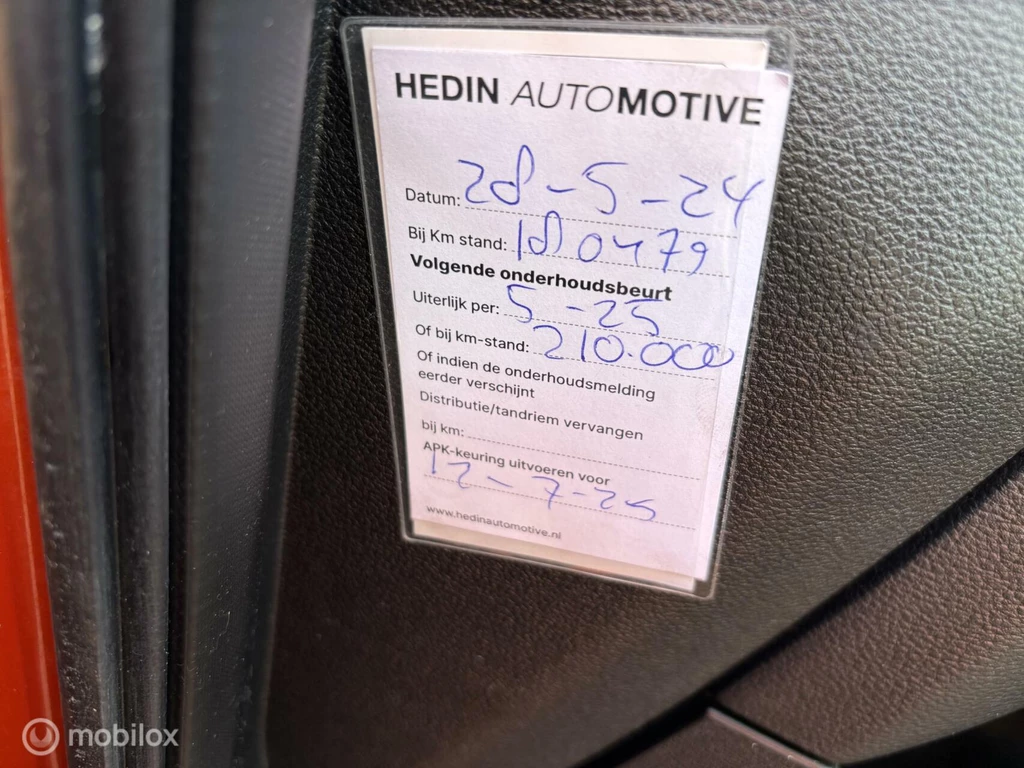 HEDIN AUTOMOTIVE
Datum: 28-5-24
Bij Km stand: 180479
Volgende onderhoudsbeurt
Uiterlijk per: 5-25
Of bij km-stand: 210.000
Of indien de onderhoudsmelding
eerder verschijnt
Distributie/tandriem vervangen
bij km:
APK-keuring uitvoeren voor
12-7-25
www.hedinautomotive.nl
mobilox